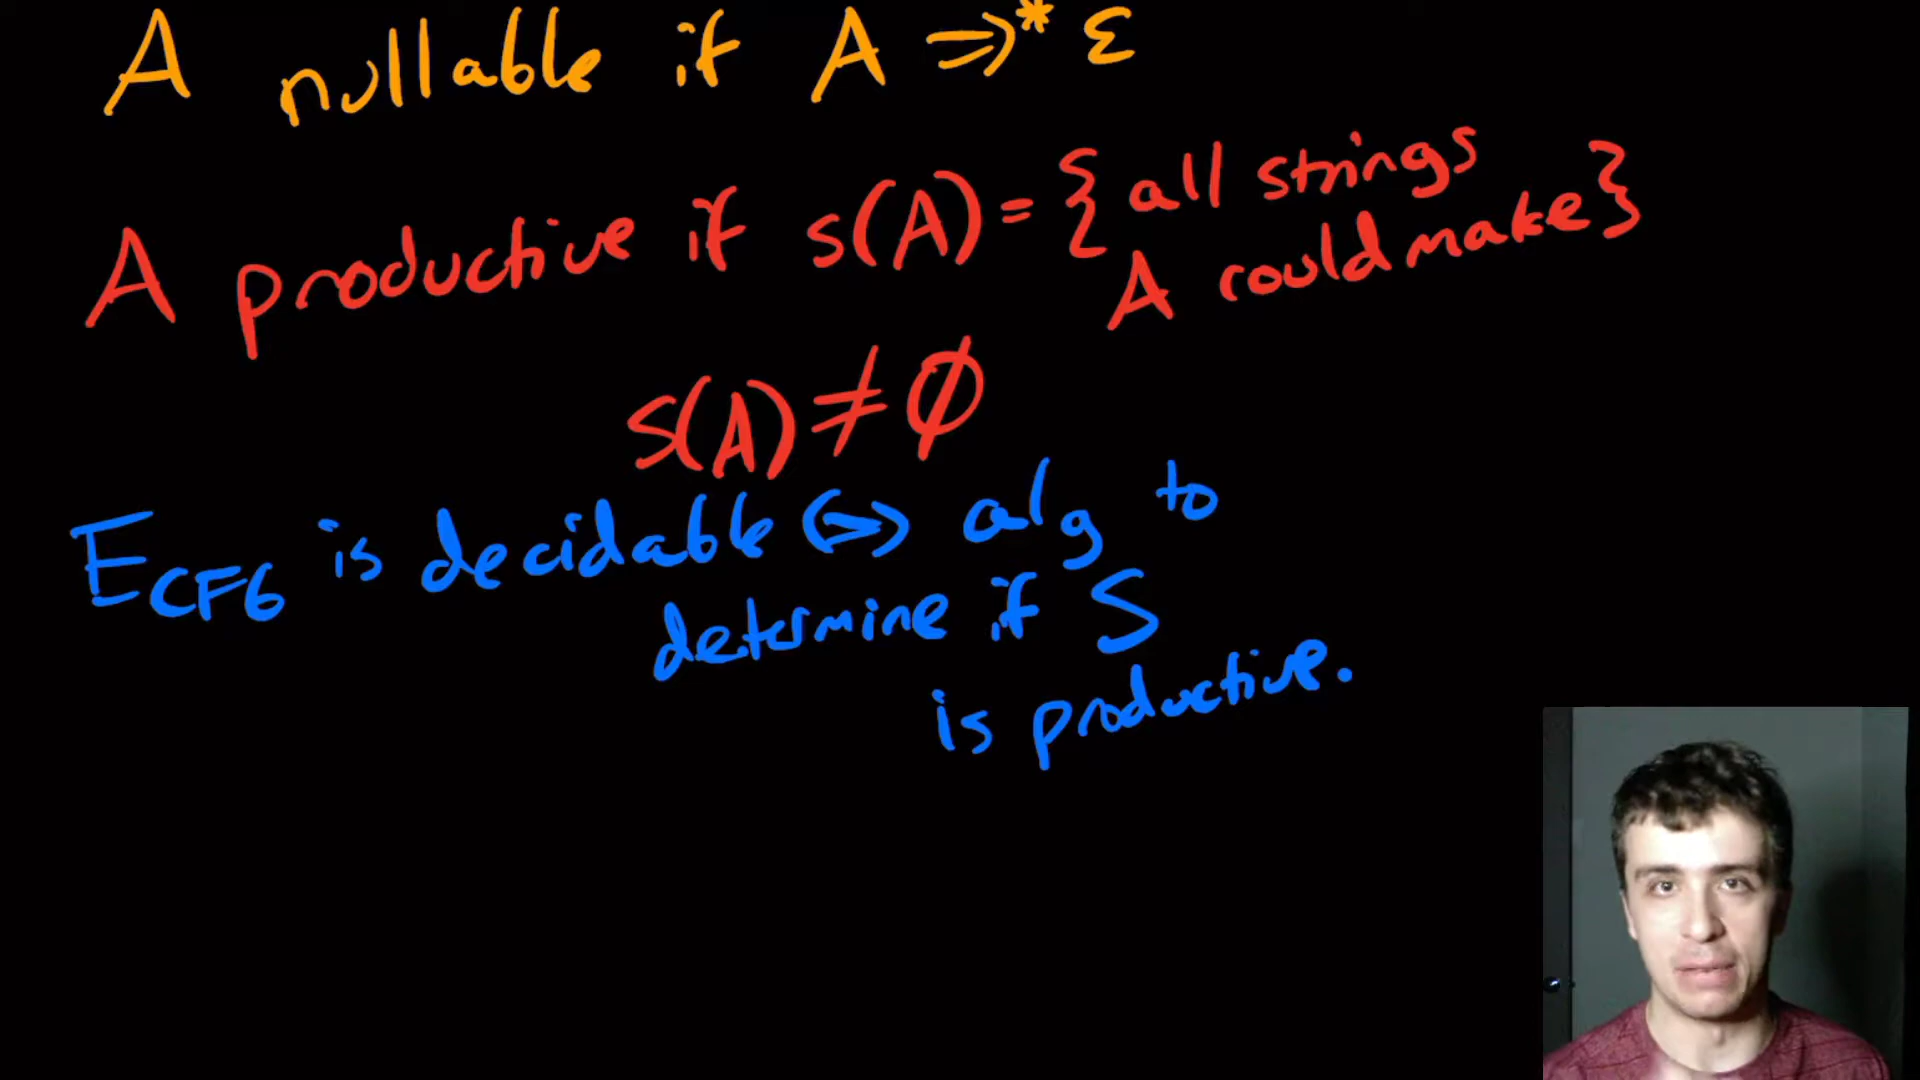 A nullable if A ⇒* ε
A productive if s(A) = { all strings
A could make }
s(A) ≠ ∅
E_CFG is decidable ↔ alg to
determine if S
is productive.